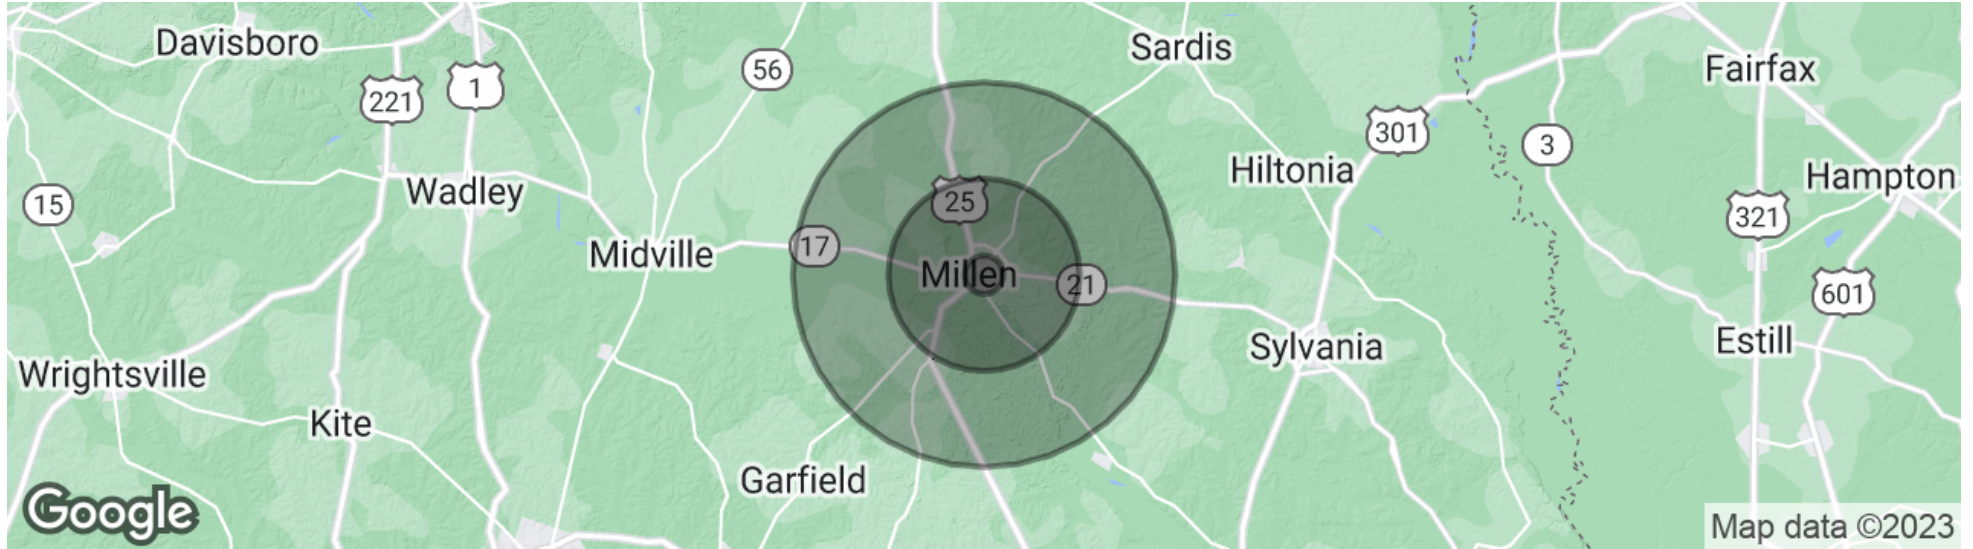 Davisboro
Sardis
56
Fairfax
221
1
301
3
Hiltonia
Hampton
Wadley
15
25
321
Midville
17
Millen
21
601
Sylvania
Estill
Wrightsville
Kite
Garfield
Google
Map data ©2023